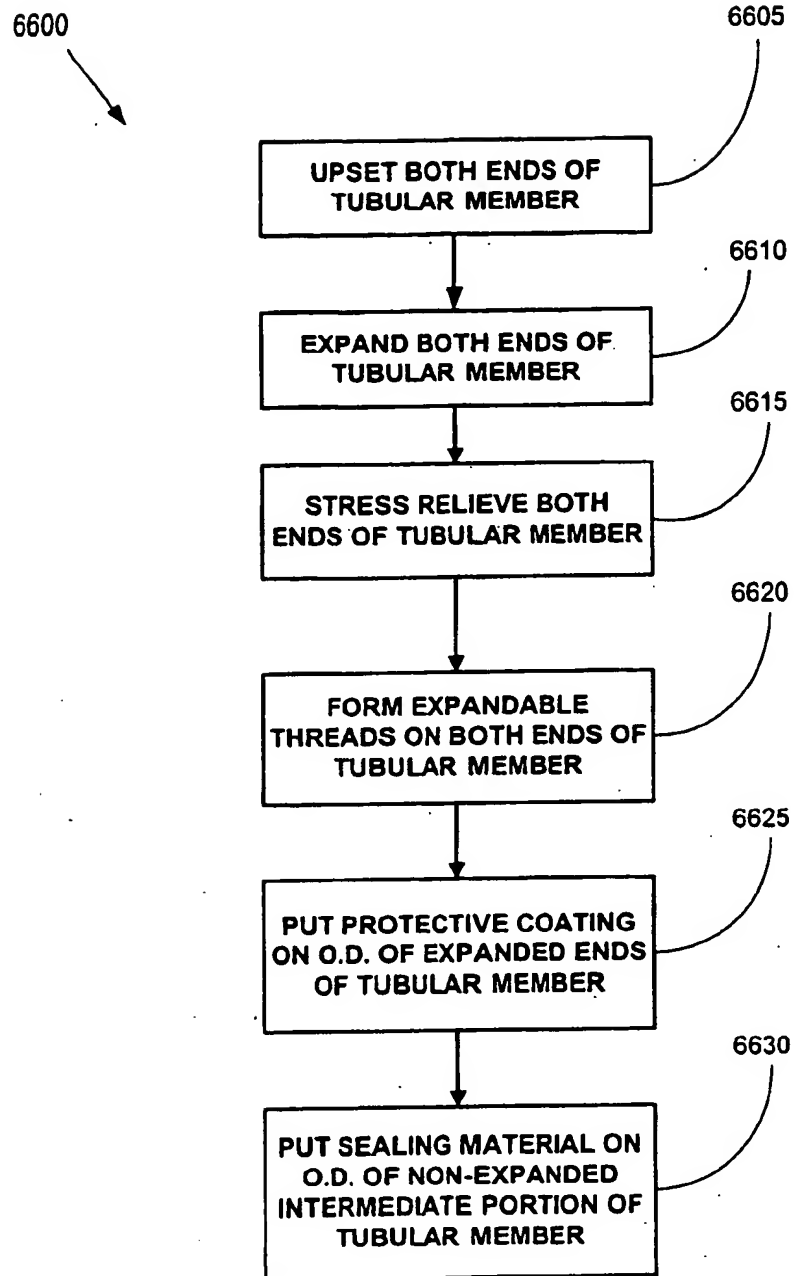 6600
6605
UPSET BOTH ENDS OF
TUBULAR MEMBER
6610
EXPAND BOTH ENDS OF
TUBULAR MEMBER
6615
STRESS RELIEVE BOTH
ENDS OF TUBULAR MEMBER
6620
FORM EXPANDABLE
THREADS ON BOTH ENDS OF
TUBULAR MEMBER
6625
PUT PROTECTIVE COATING
ON O.D. OF EXPANDED ENDS
OF TUBULAR MEMBER
6630
PUT SEALING MATERIAL ON
O.D. OF NON-EXPANDED
INTERMEDIATE PORTION OF
TUBULAR MEMBER